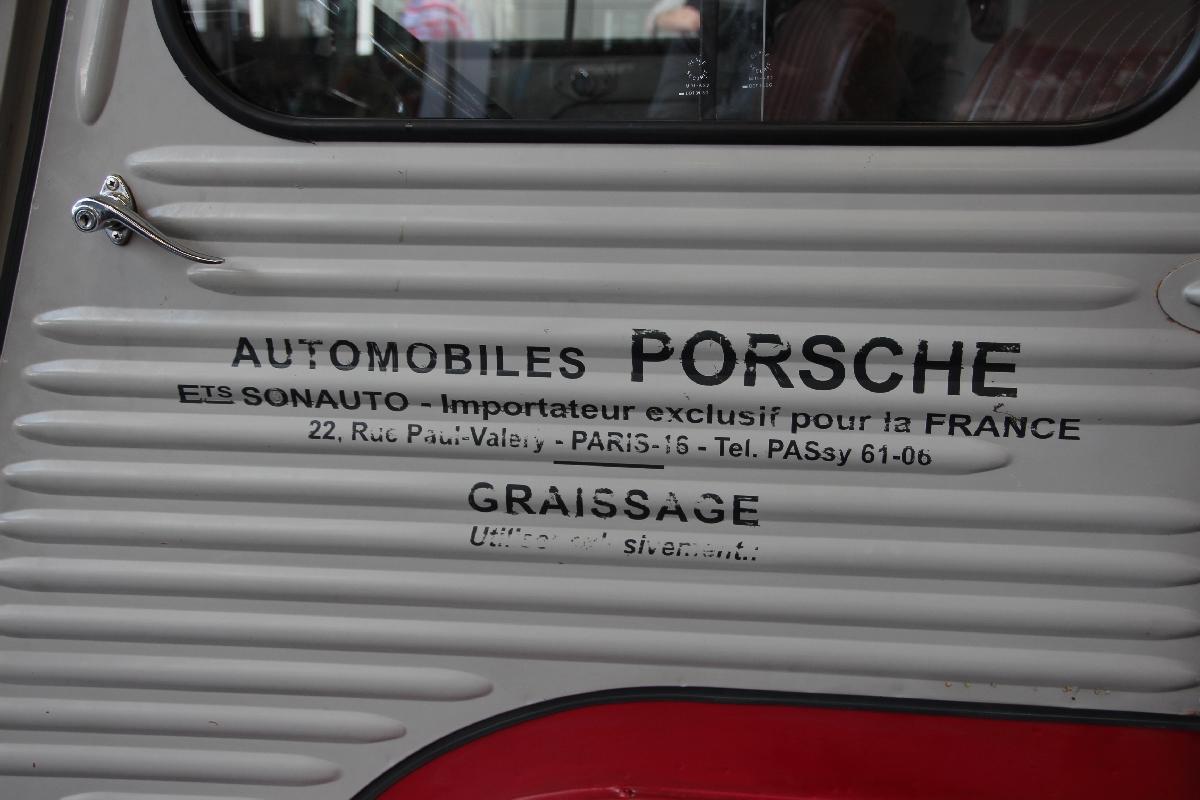 AUTOMOBILES PORSCHE
ETS SONAUTO - Importateur exclusif pour la FRANCE
22, Rue Paul-Valery - PARIS-16 - Tel. PASsy 61-06
GRAISSAGE